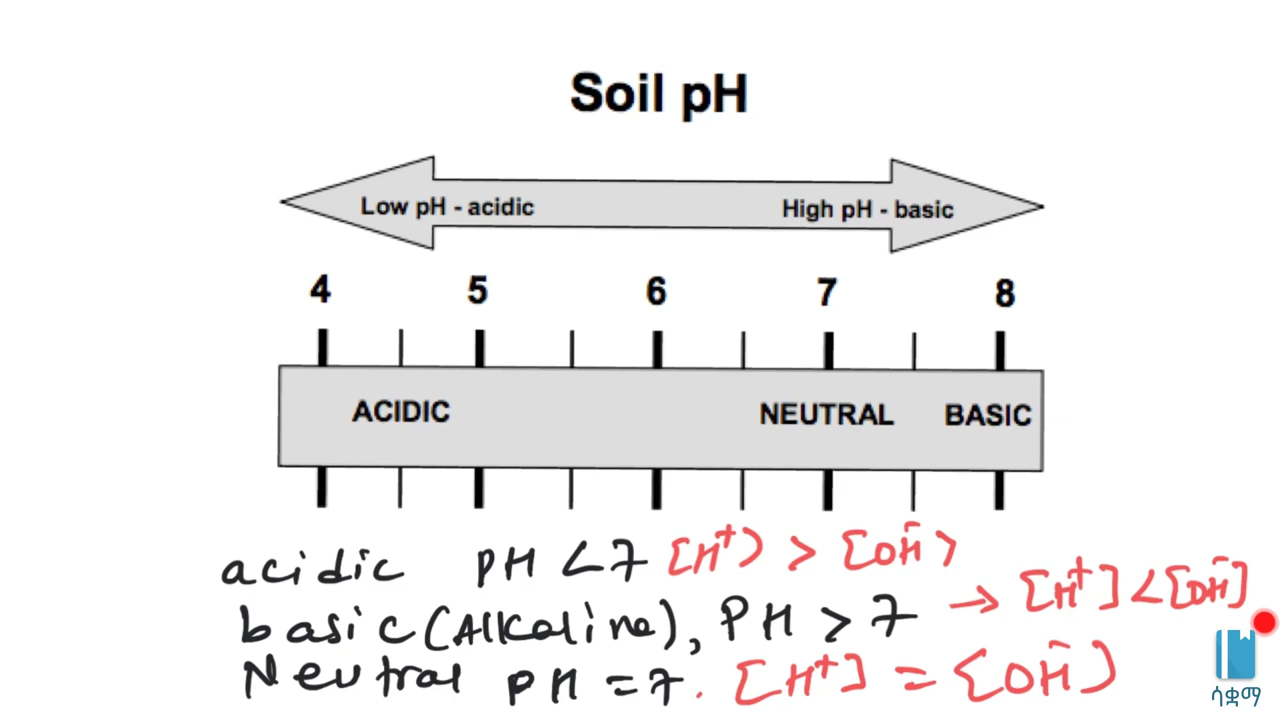 Soil pH
Low pH - acidic High pH - basic
4 5 6 7 8
ACIDIC NEUTRAL BASIC
acidic pH < 7 [H⁺) > [OH⁻>
basic (Alkaline), PH > 7 → [H⁺] < [OH⁻]
Neutral pH = 7. [H⁺] = [OH⁻)
ሳቋማ